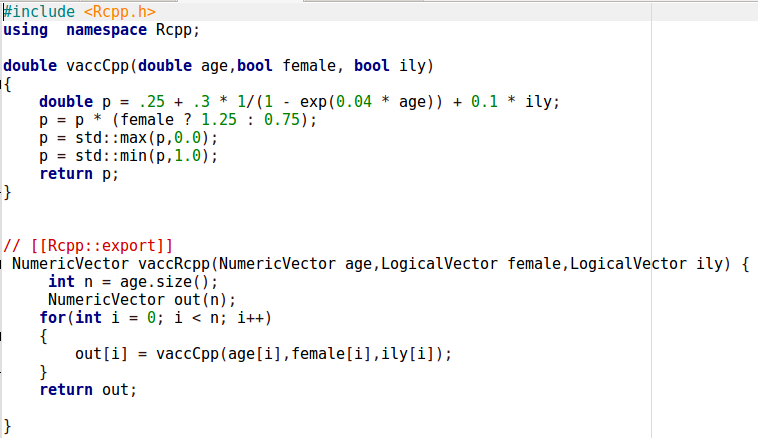 #include <Rcpp.h>
using  namespace Rcpp;

double vaccCpp(double age,bool female, bool ily)
{
    double p = .25 + .3 * 1/(1 - exp(0.04 * age)) + 0.1 * ily;
    p = p * (female ? 1.25 : 0.75);
    p = std::max(p,0.0);
    p = std::min(p,1.0);
    return p;
}


// [[Rcpp::export]]
 NumericVector vaccRcpp(NumericVector age,LogicalVector female,LogicalVector ily) {
     int n = age.size();
     NumericVector out(n);
    for(int i = 0; i < n; i++)
    {
        out[i] = vaccCpp(age[i],female[i],ily[i]);
    }
    return out;

}